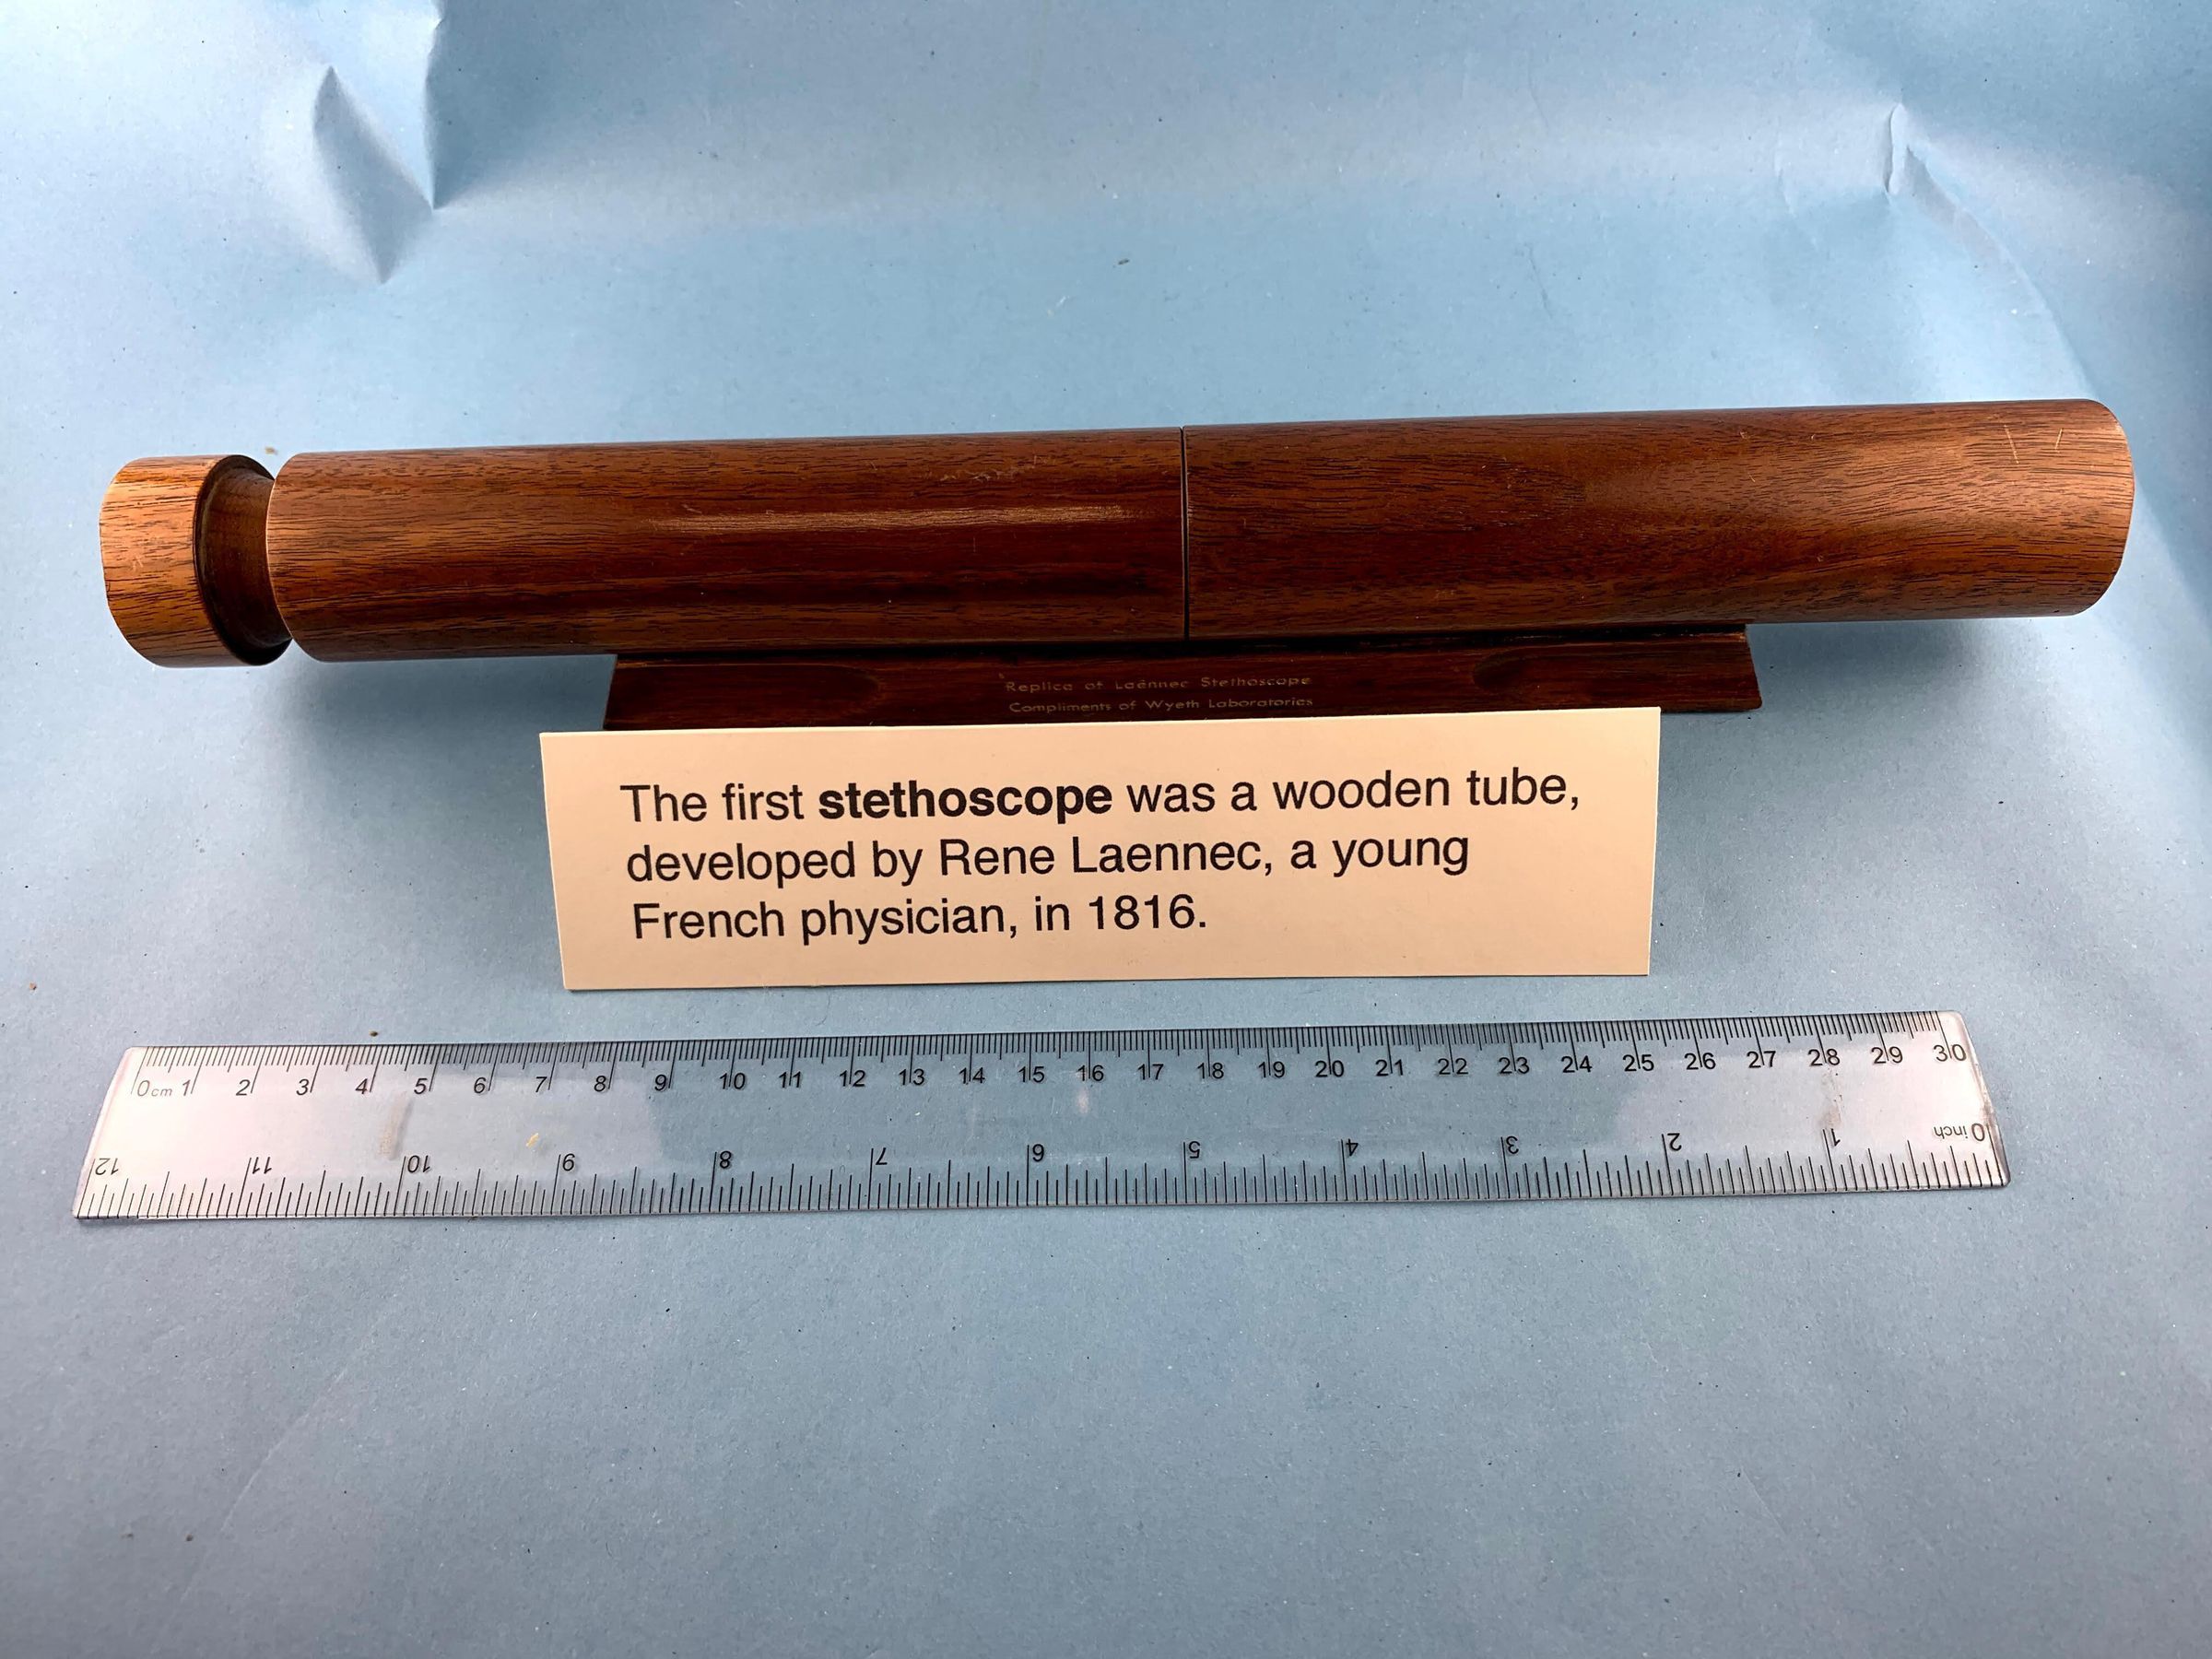 Replica of Laénnec Stethoscope
Compliments of Wyeth Laboratories
The first stethoscope was a wooden tube,
developed by Rene Laennec, a young
French physician, in 1816.
0cm 1 2 3 4 5 6 7 8 9 10 11 12 13 14 15 16 17 18 19 20 21 22 23 24 25 26 27 28 29 30
12 11 10 9 8 7 6 5 4 3 2 1 0 inch